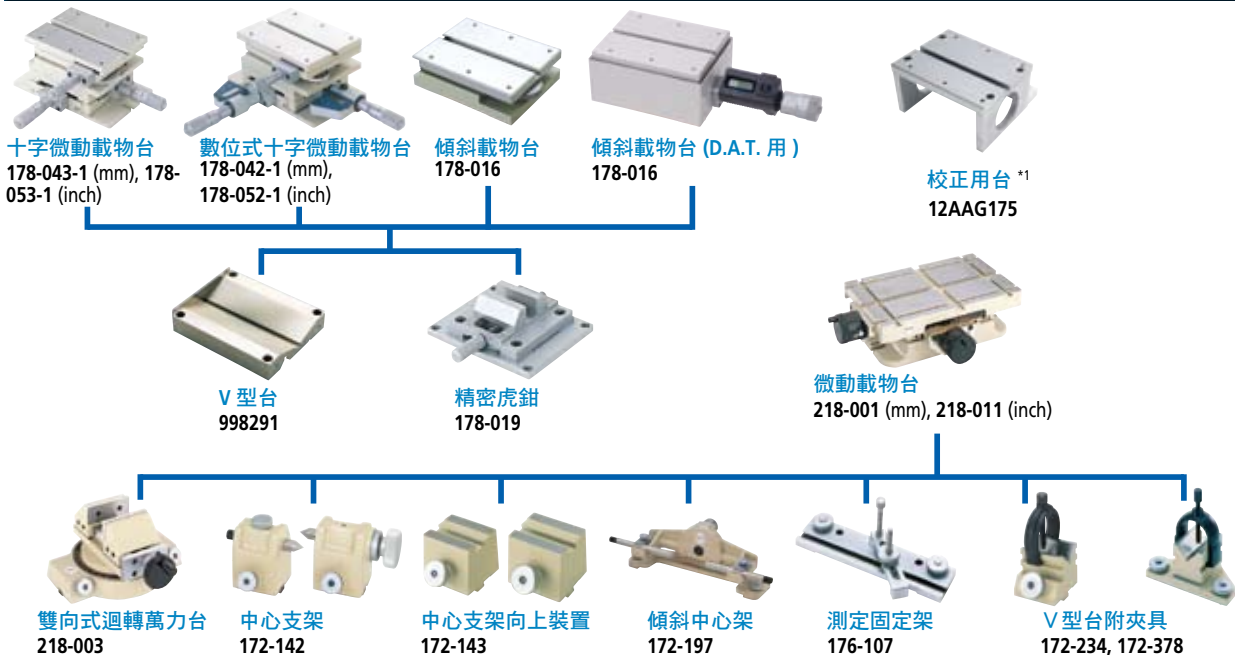 十字微動載物台
178-043-1 (mm), 178-
053-1 (inch)
數位式十字微動載物台
178-042-1 (mm),
178-052-1 (inch)
傾斜載物台
178-016
傾斜載物台 (D.A.T. 用 )
178-016
校正用台 *1
12AAG175
V 型台
998291
精密虎鉗
178-019
微動載物台
218-001 (mm), 218-011 (inch)
雙向式迴轉萬力台
218-003
中心支架
172-142
中心支架向上裝置
172-143
傾斜中心架
172-197
測定固定架
176-107
Ｖ型台附夾具
172-234, 172-378